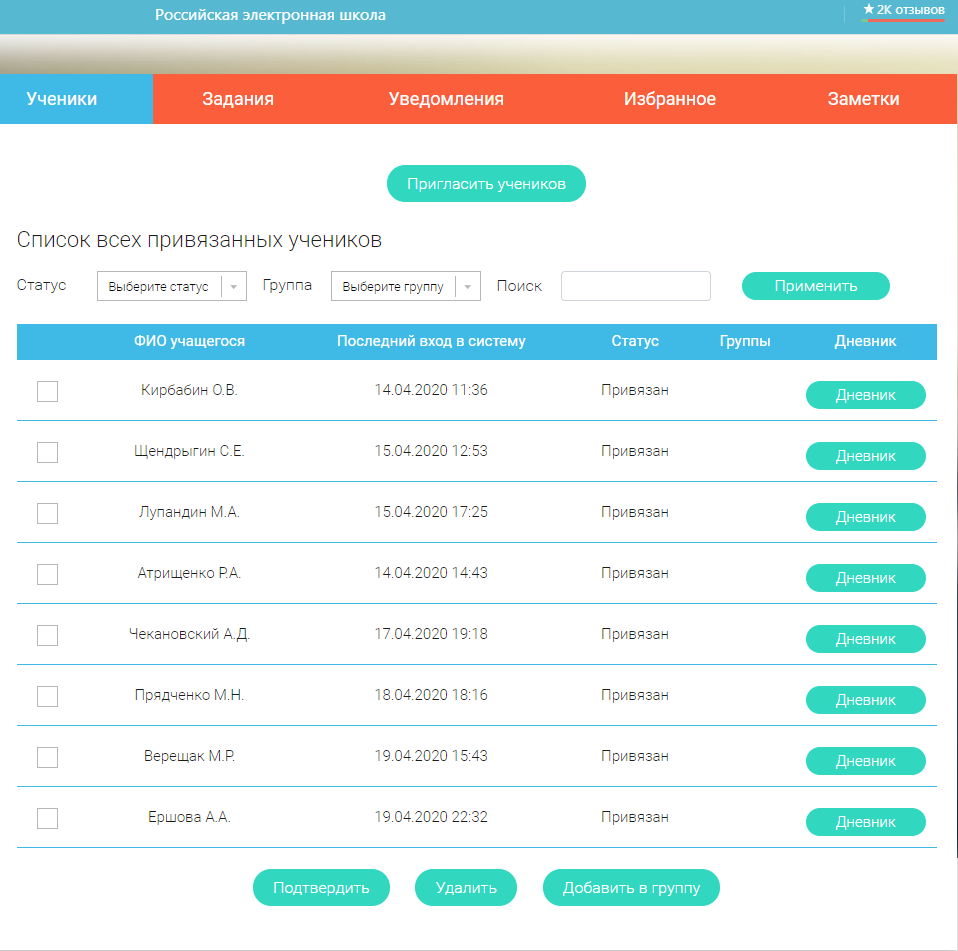 Российская электронная школа ★ 2К отзывов
Ученики Задания Уведомления Избранное Заметки
Пригласить учеников
Список всех привязанных учеников
Статус Выберите статус Группа Выберите группу Поиск Применить
ФИО учащегося Последний вход в систему Статус Группы Дневник
Кирбабин О.В. 14.04.2020 11:36 Привязан Дневник
Щендрыгин С.Е. 15.04.2020 12:53 Привязан Дневник
Лупандин М.А. 15.04.2020 17:25 Привязан Дневник
Атрищенко Р.А. 14.04.2020 14:43 Привязан Дневник
Чекановский А.Д. 17.04.2020 19:18 Привязан Дневник
Прядченко М.Н. 18.04.2020 18:16 Привязан Дневник
Верещак М.Р. 19.04.2020 15:43 Привязан Дневник
Ершова А.А. 19.04.2020 22:32 Привязан Дневник
Подтвердить Удалить Добавить в группу